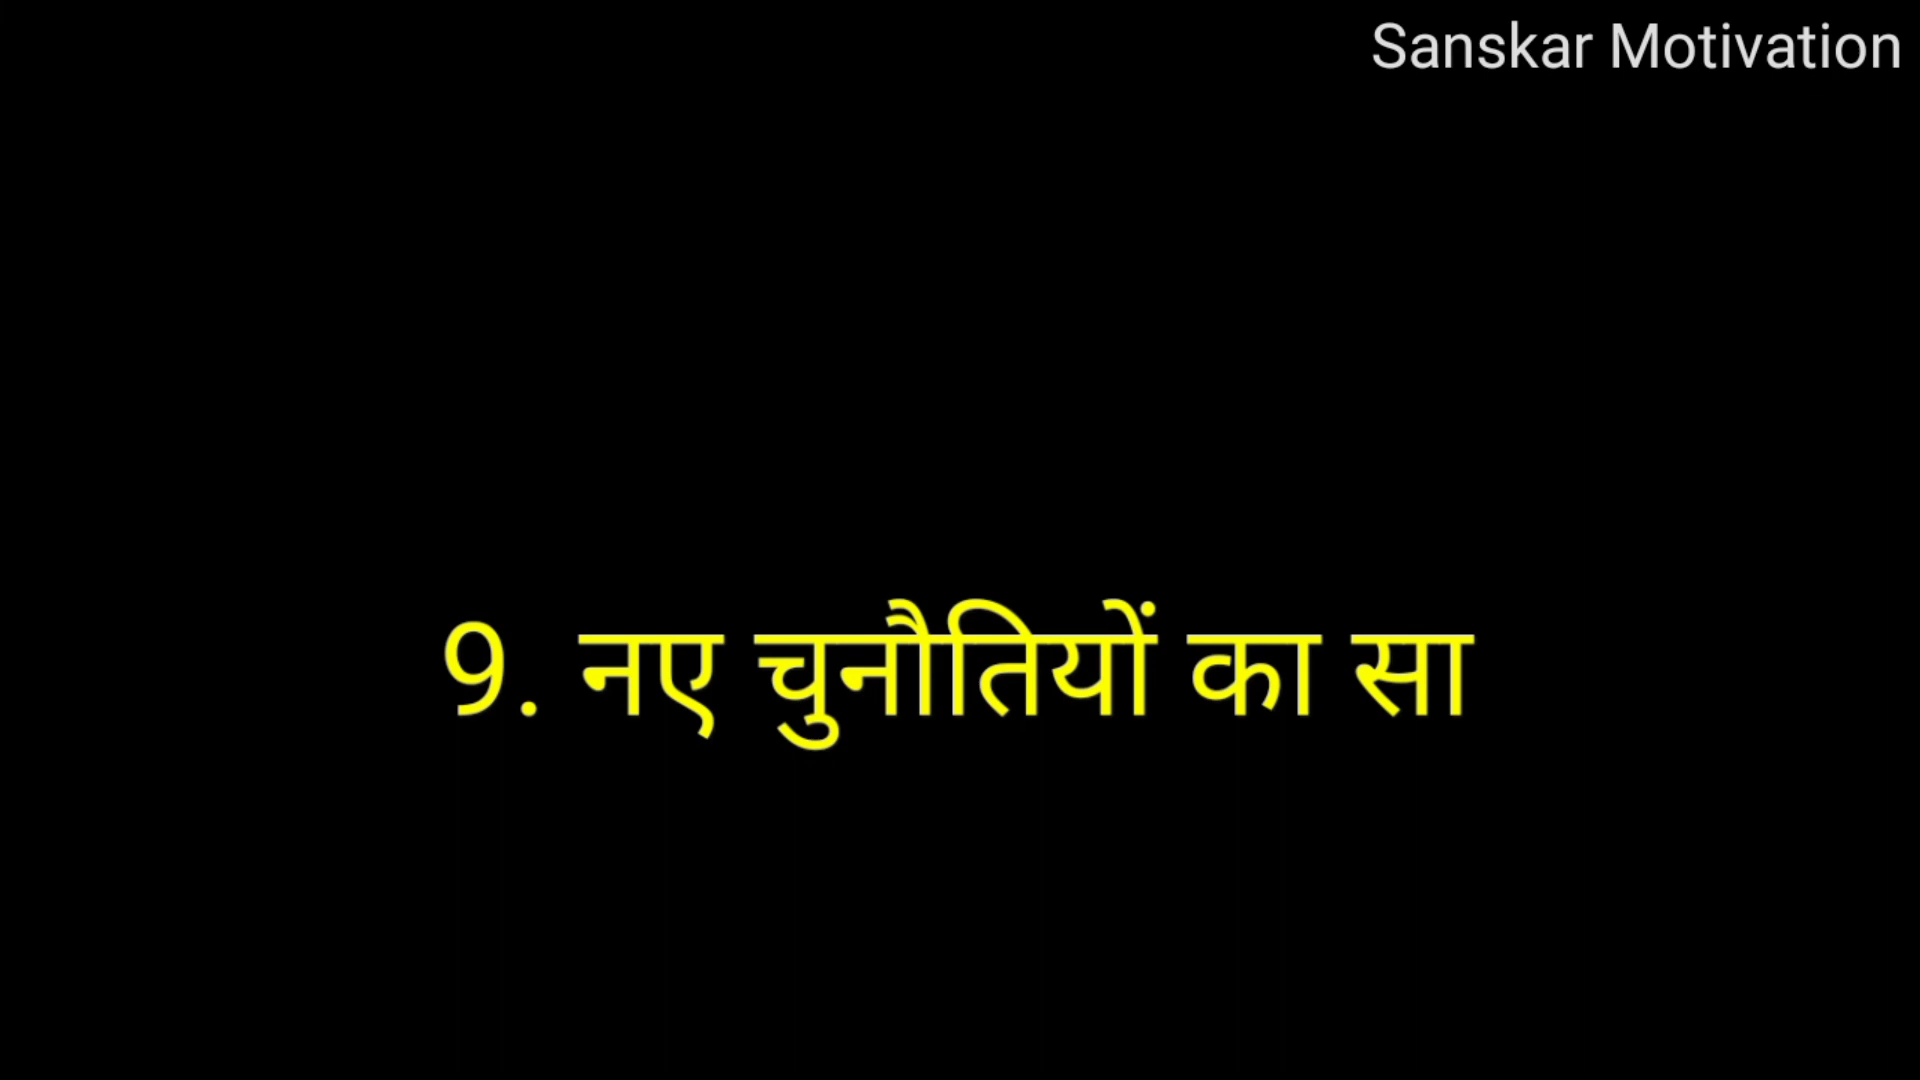 Sanskar Motivation
9. नए चुनौतियों का सा